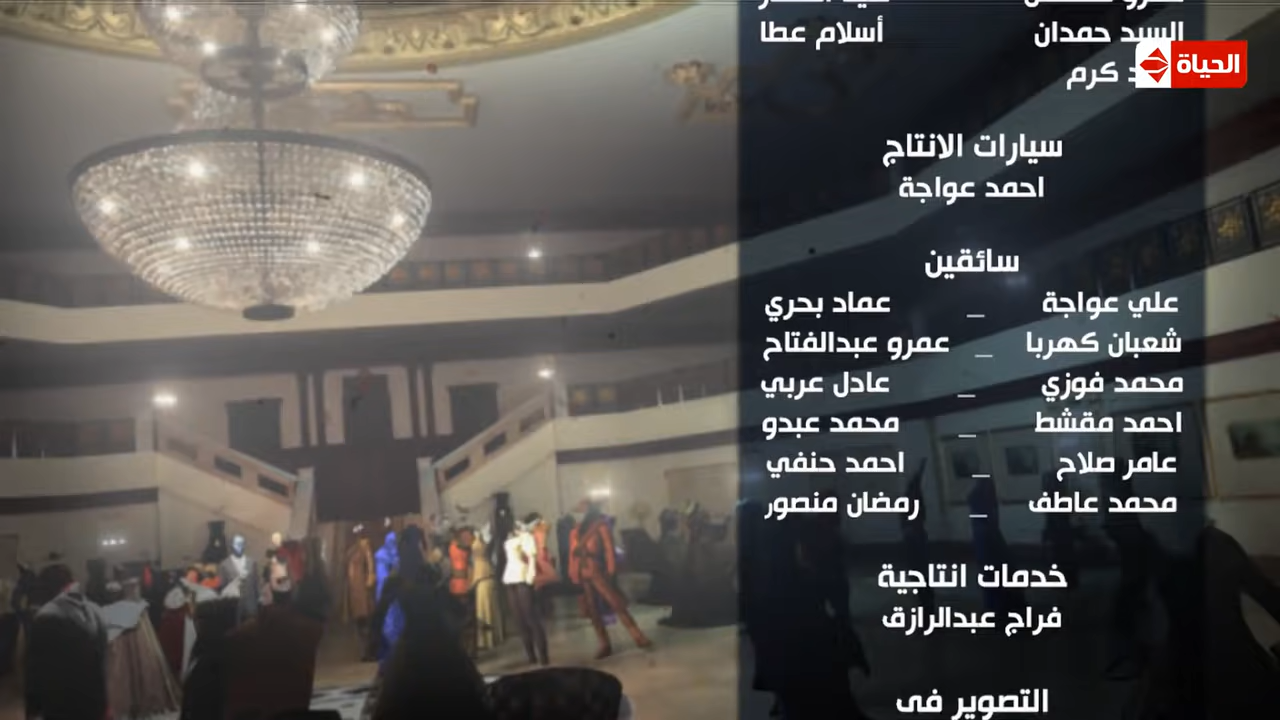 السيد حمدان أسلام عطا
كرم
الحياة
سيارات الانتاج
احمد عواجة
سائقين
علي عواجة _ عماد بحري
شعبان كهربا _ عمرو عبدالفتاح
محمد فوزي _ عادل عربي
احمد مقشط _ محمد عبدو
عامر صلاح _ احمد حنفي
محمد عاطف _ رمضان منصور
خدمات انتاجية
فراج عبدالرازق
التصوير فى